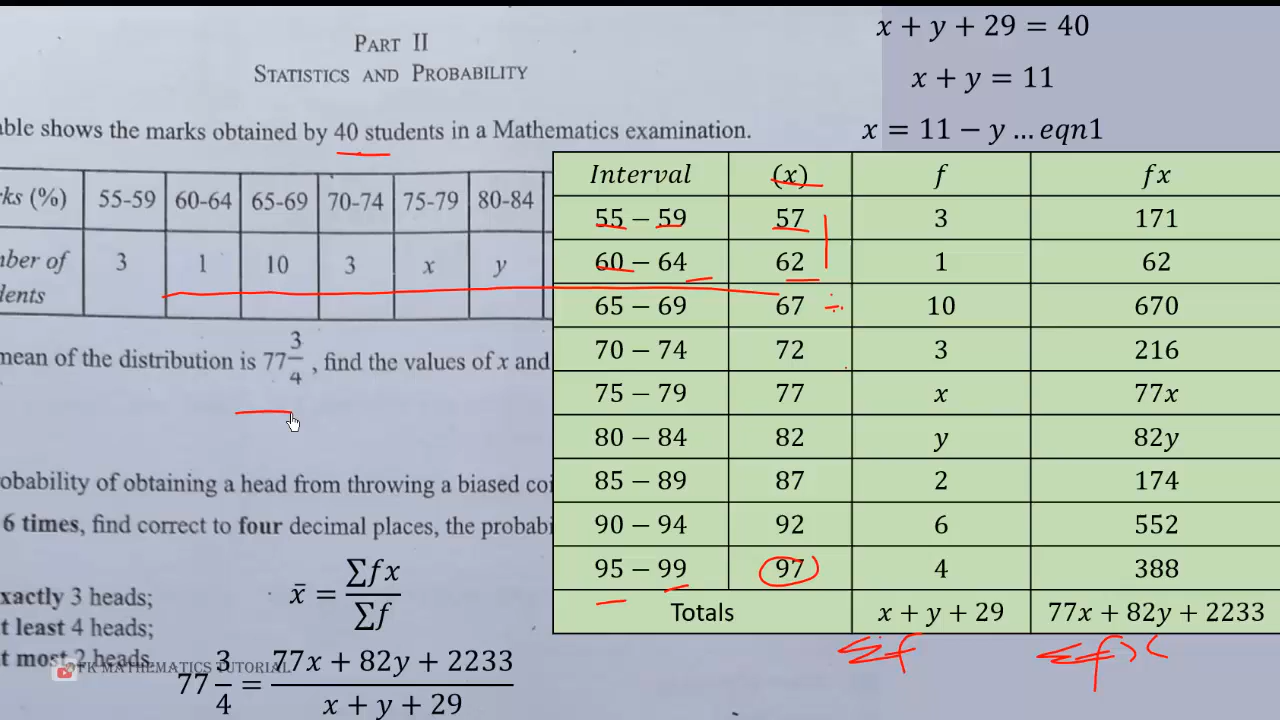 PART II
STATISTICS AND PROBABILITY
able shows the marks obtained by 40 students in a Mathematics examination.
rks (%) 55-59 60-64 65-69 70-74 75-79 80-84
ber of 3 1 10 3 x y
dents
mean of the distribution is 77 3/4 , find the values of x and
obability of obtaining a head from throwing a biased coi
6 times, find correct to four decimal places, the probabi
xactly 3 heads;
t least 4 heads;
t most 2 heads.
x̄ = ∑fx / ∑f
MATHEMATICS TUTORIAL
77 3/4 = 77x + 82y + 2233 / x + y + 29
x + y + 29 = 40
x + y = 11
x = 11 − y … eqn1
Interval (x) f fx
55 − 59 57 3 171
60 − 64 62 1 62
65 − 69 67 10 670
70 − 74 72 3 216
75 − 79 77 x 77x
80 − 84 82 y 82y
85 − 89 87 2 174
90 − 94 92 6 552
95 − 99 97 4 388
Totals x + y + 29 77x + 82y + 2233
Σf Σfx